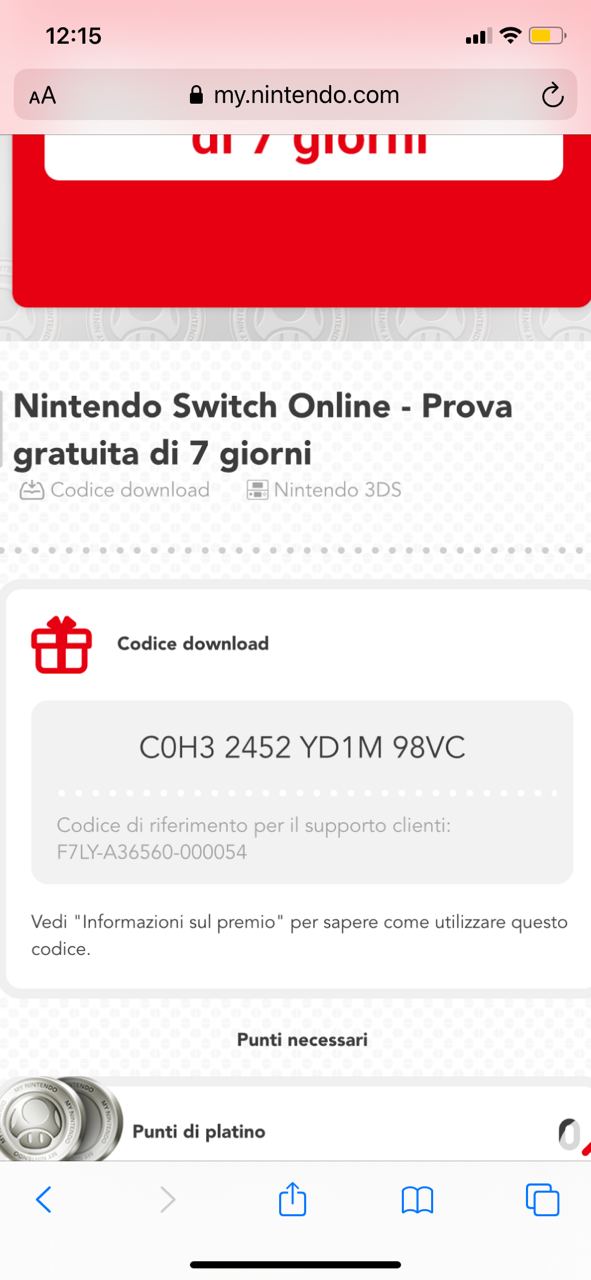 12:15
AA my.nintendo.com
di 7 giorni
Nintendo Switch Online - Prova
gratuita di 7 giorni
Codice download Nintendo 3DS
Codice download
C0H3 2452 YD1M 98VC
Codice di riferimento per il supporto clienti:
F7LY-A36560-000054
Vedi "Informazioni sul premio" per sapere come utilizzare questo
codice.
Punti necessari
MY NINTENDO
Punti di platino 0